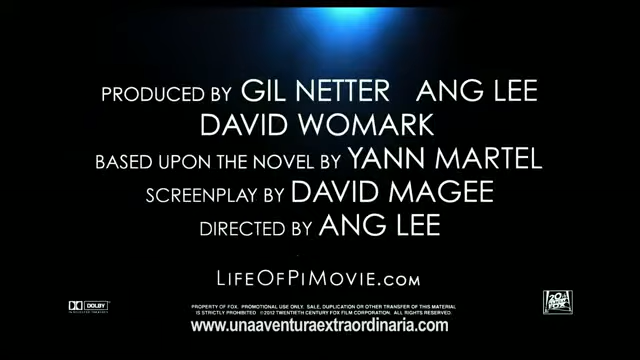 PRODUCED BY GIL NETTER ANG LEE
DAVID WOMARK
BASED UPON THE NOVEL BY YANN MARTEL
SCREENPLAY BY DAVID MAGEE
DIRECTED BY ANG LEE
LIFEOFPIMOVIE.COM
DOLBY
PROPERTY OF FOX. PROMOTIONAL USE ONLY. SALE, DUPLICATION OR OTHER TRANSFER OF THIS MATERIAL
IS STRICTLY PROHIBITED ©2012 TWENTIETH CENTURY FOX FILM CORPORATION. ALL RIGHTS RESERVED.
www.unaaventuraextraordinaria.com